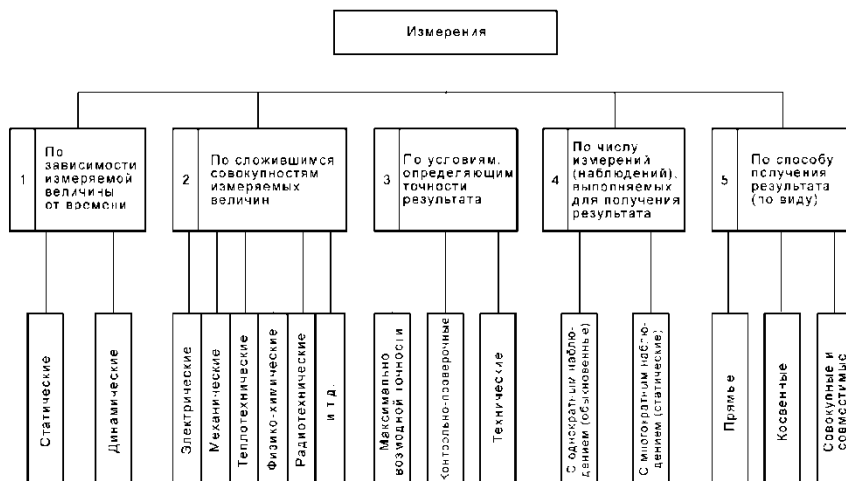 Измерения
1
По
зависимости
измеряемой
величины
от времени
2
По сложившимся
совокупностям
измеряемых
величин
3
По условиям,
определяющим
точности
результата
4
По числу
измерений
(наблюдений),
выполняемых
для получения
результата
5
По способу
получения
результата
(по виду)
Статические
Динамические
Электрические
Механические
Теплотехнические
Физико-химические
Радиотехнические
и т д.
Максимально
возмодной точности
Контрольно-проверочные
Технические
С однократным наблю-
дением (обыкновенные)
С многократным наблю-
дением (статические)
Прямые
Косвенные
Совокупные и
совместимые